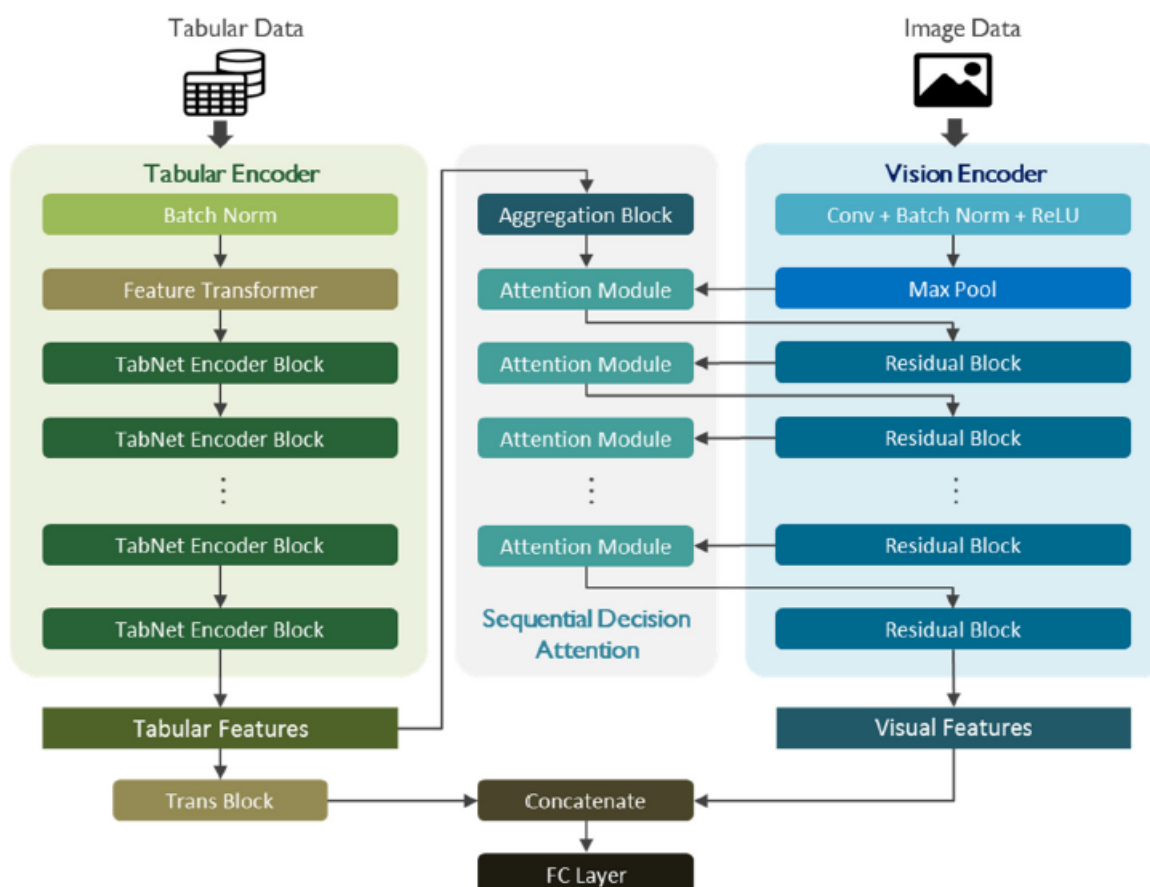 Tabular Data
Image Data
Tabular Encoder
Batch Norm
Feature Transformer
TabNet Encoder Block
TabNet Encoder Block
⋮
TabNet Encoder Block
TabNet Encoder Block
Tabular Features
Trans Block
Aggregation Block
Attention Module
Attention Module
Attention Module
⋮
Attention Module
Sequential Decision
Attention
Vision Encoder
Conv + Batch Norm + ReLU
Max Pool
Residual Block
Residual Block
⋮
Residual Block
Residual Block
Visual Features
Concatenate
FC Layer